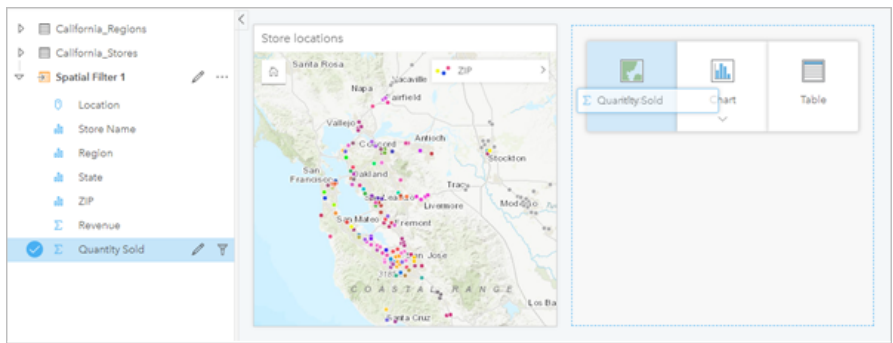 California_Regions
California_Stores
Spatial Filter 1
Location
Store Name
Region
State
ZIP
Revenue
Quantity Sold
Store locations
ZIP
Santa Rosa
Vacaville
Napa
Fairfield
Vallejo
Concord
Antioch
Stockton
San Francisco
Oakland
Tracy
San Leandro
Livermore
San Mateo
Fremont
San Jose
COASTAL RANGE
Los Ba
Santa Cruz
Quantity Sold
Chart
Table